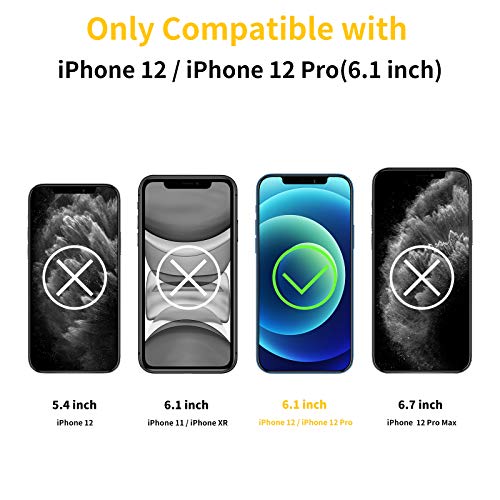 Only Compatible with
iPhone 12 / iPhone 12 Pro(6.1 inch)
5.4 inch
iPhone 12
6.1 inch
iPhone 11 / iPhone XR
6.1 inch
iPhone 12 / iPhone 12 Pro
6.7 inch
iPhone 12 Pro Max